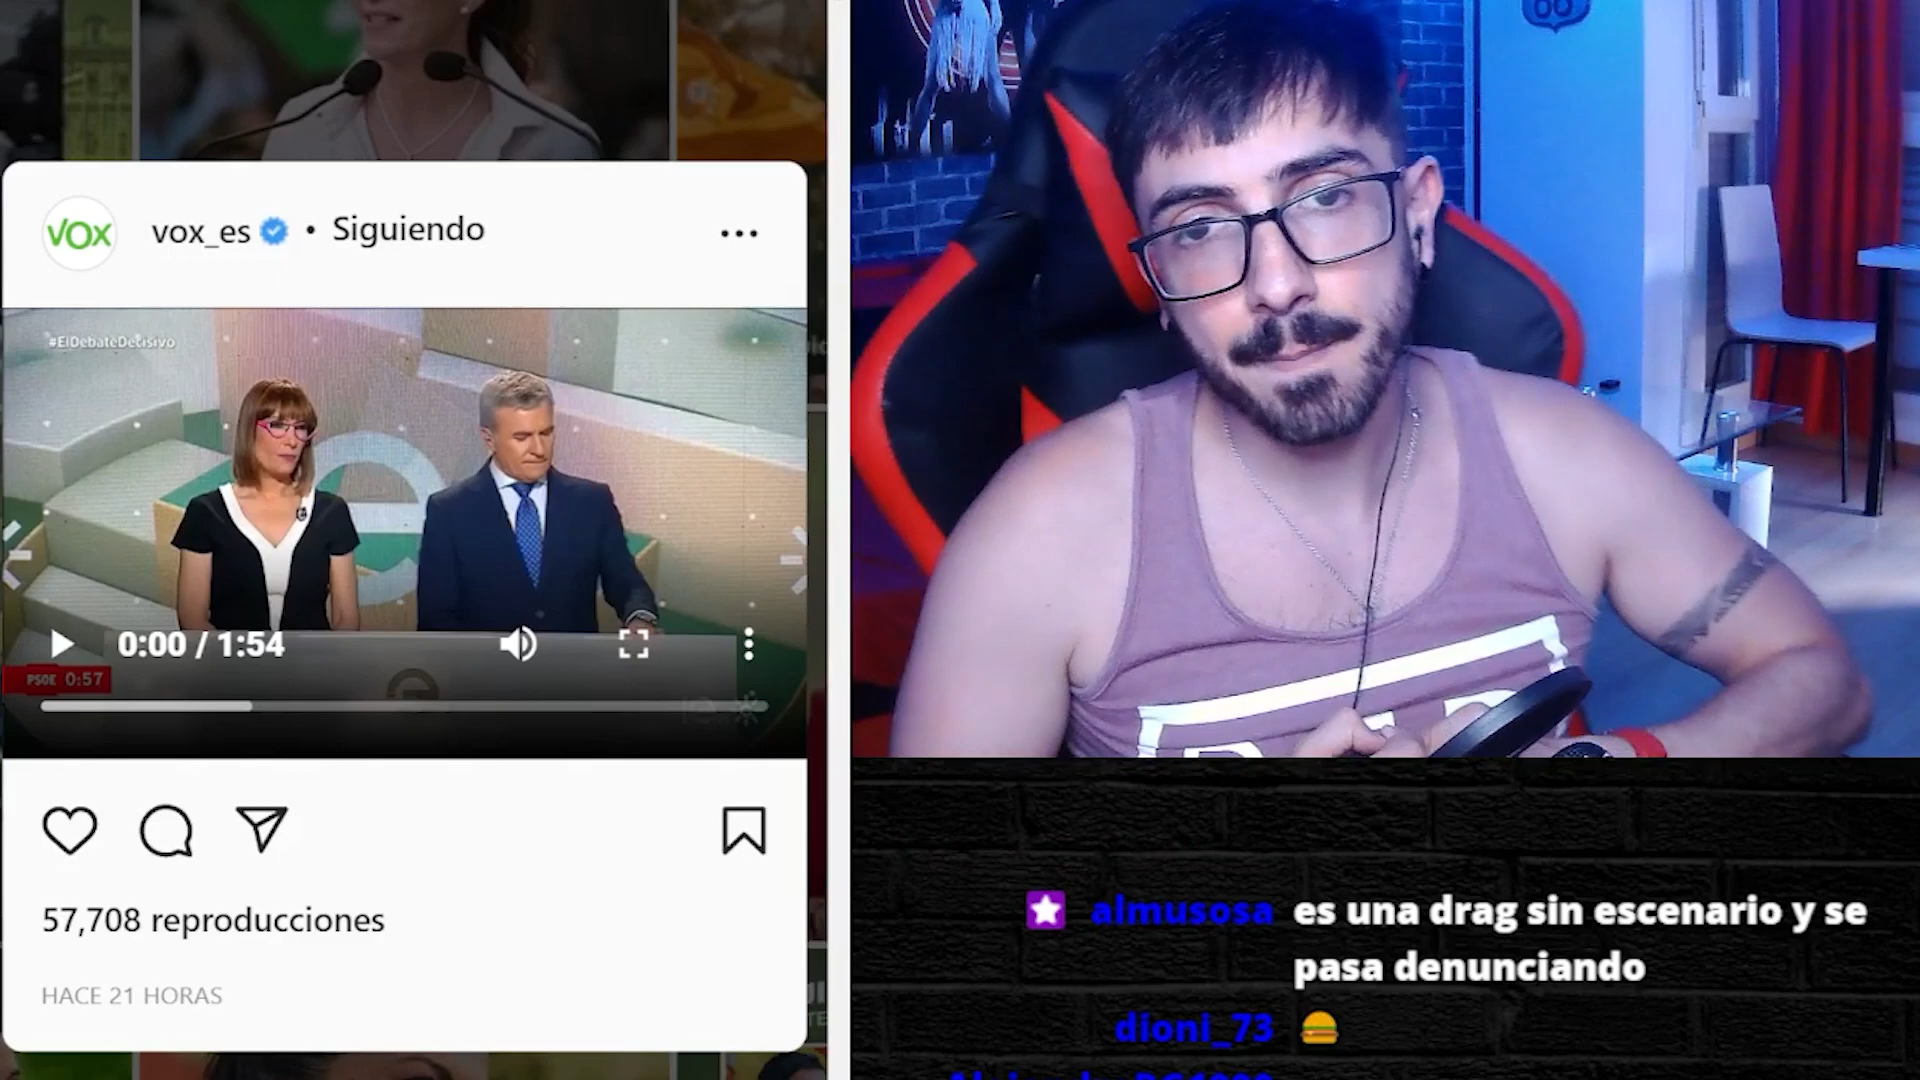 VOX
vox_es • Siguiendo
#ElDebateDecisivo
0:00 / 1:54
PSOE 0:57
57,708 reproducciones
HACE 21 HORAS
66
almusosa es una drag sin escenario y se
pasa denunciando
dioni_73